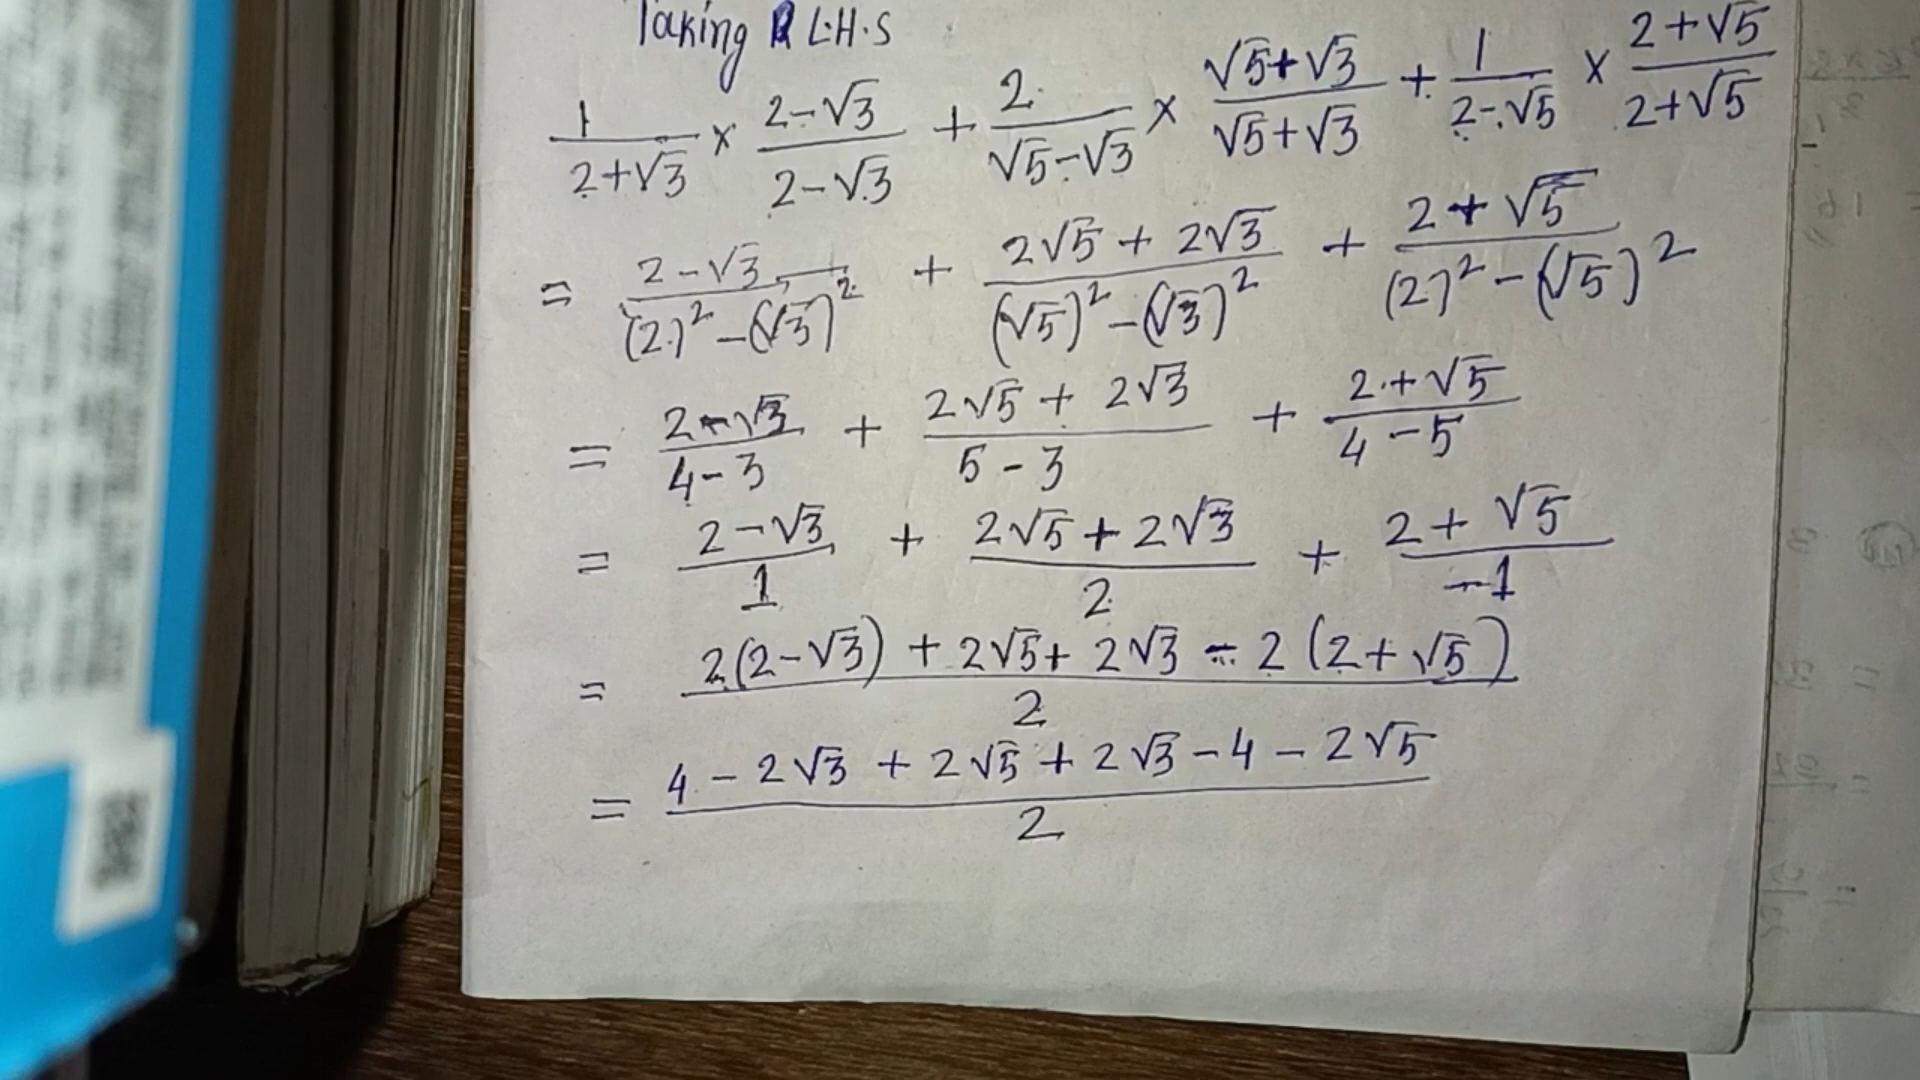 Taking L.H.S
1/(2+√3) × (2-√3)/(2-√3) + 2/(√5-√3) × (√5+√3)/(√5+√3) + 1/(2-√5) × (2+√5)/(2+√5)
= (2-√3)/((2)²-(√3)²) + (2√5+2√3)/((√5)²-(√3)²) + (2+√5)/((2)²-(√5)²)
= (2-√3)/(4-3) + (2√5+2√3)/(5-3) + (2+√5)/(4-5)
= (2-√3)/1 + (2√5+2√3)/2 + (2+√5)/-1
= (2(2-√3)+2√5+2√3-2(2+√5))/2
= (4-2√3+2√5+2√3-4-2√5)/2